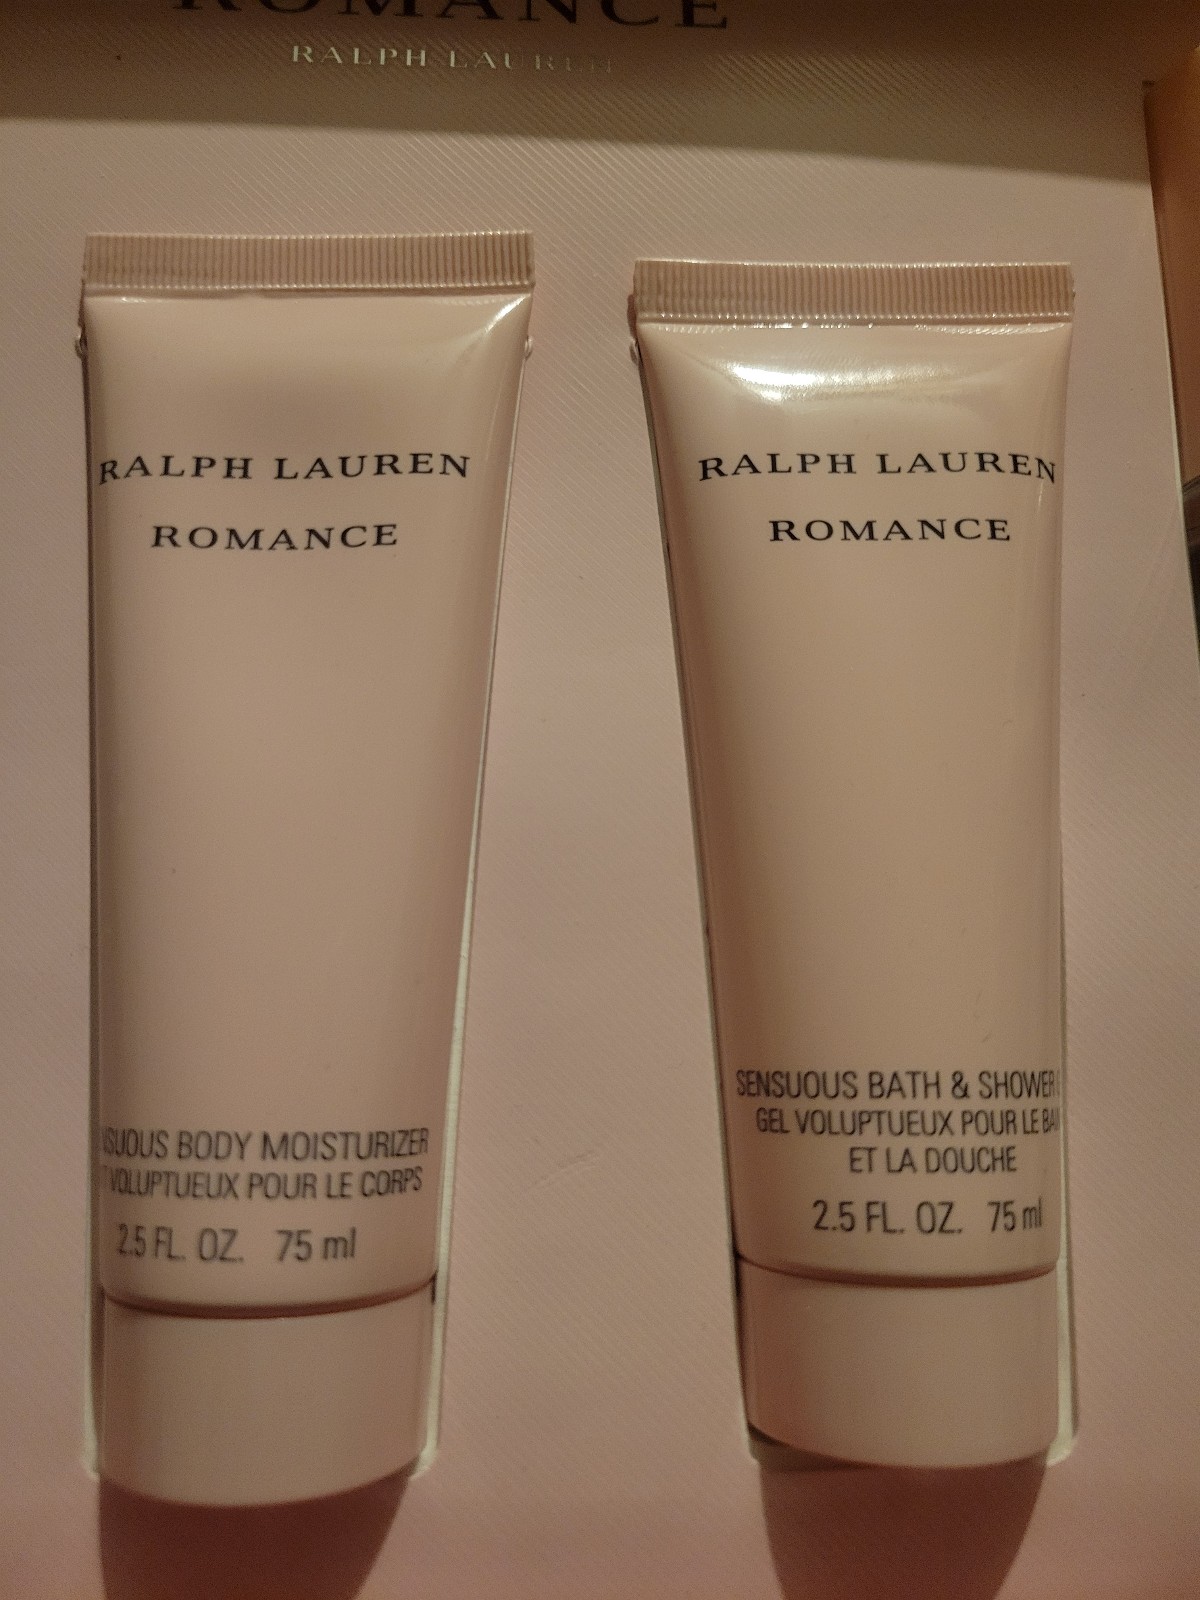 ROMANCE
RALPH LAUREN
RALPH LAUREN
ROMANCE
BODY MOISTURIZER
VOLUPTUEUX POUR LE CORPS
2.5 FL. OZ. 75 ml
RALPH LAUREN
ROMANCE
SENSUOUS BATH & SHOWER
GEL VOLUPTUEUX POUR LE
ET LA DOUCHE
2.5 FL. OZ. 75 ml